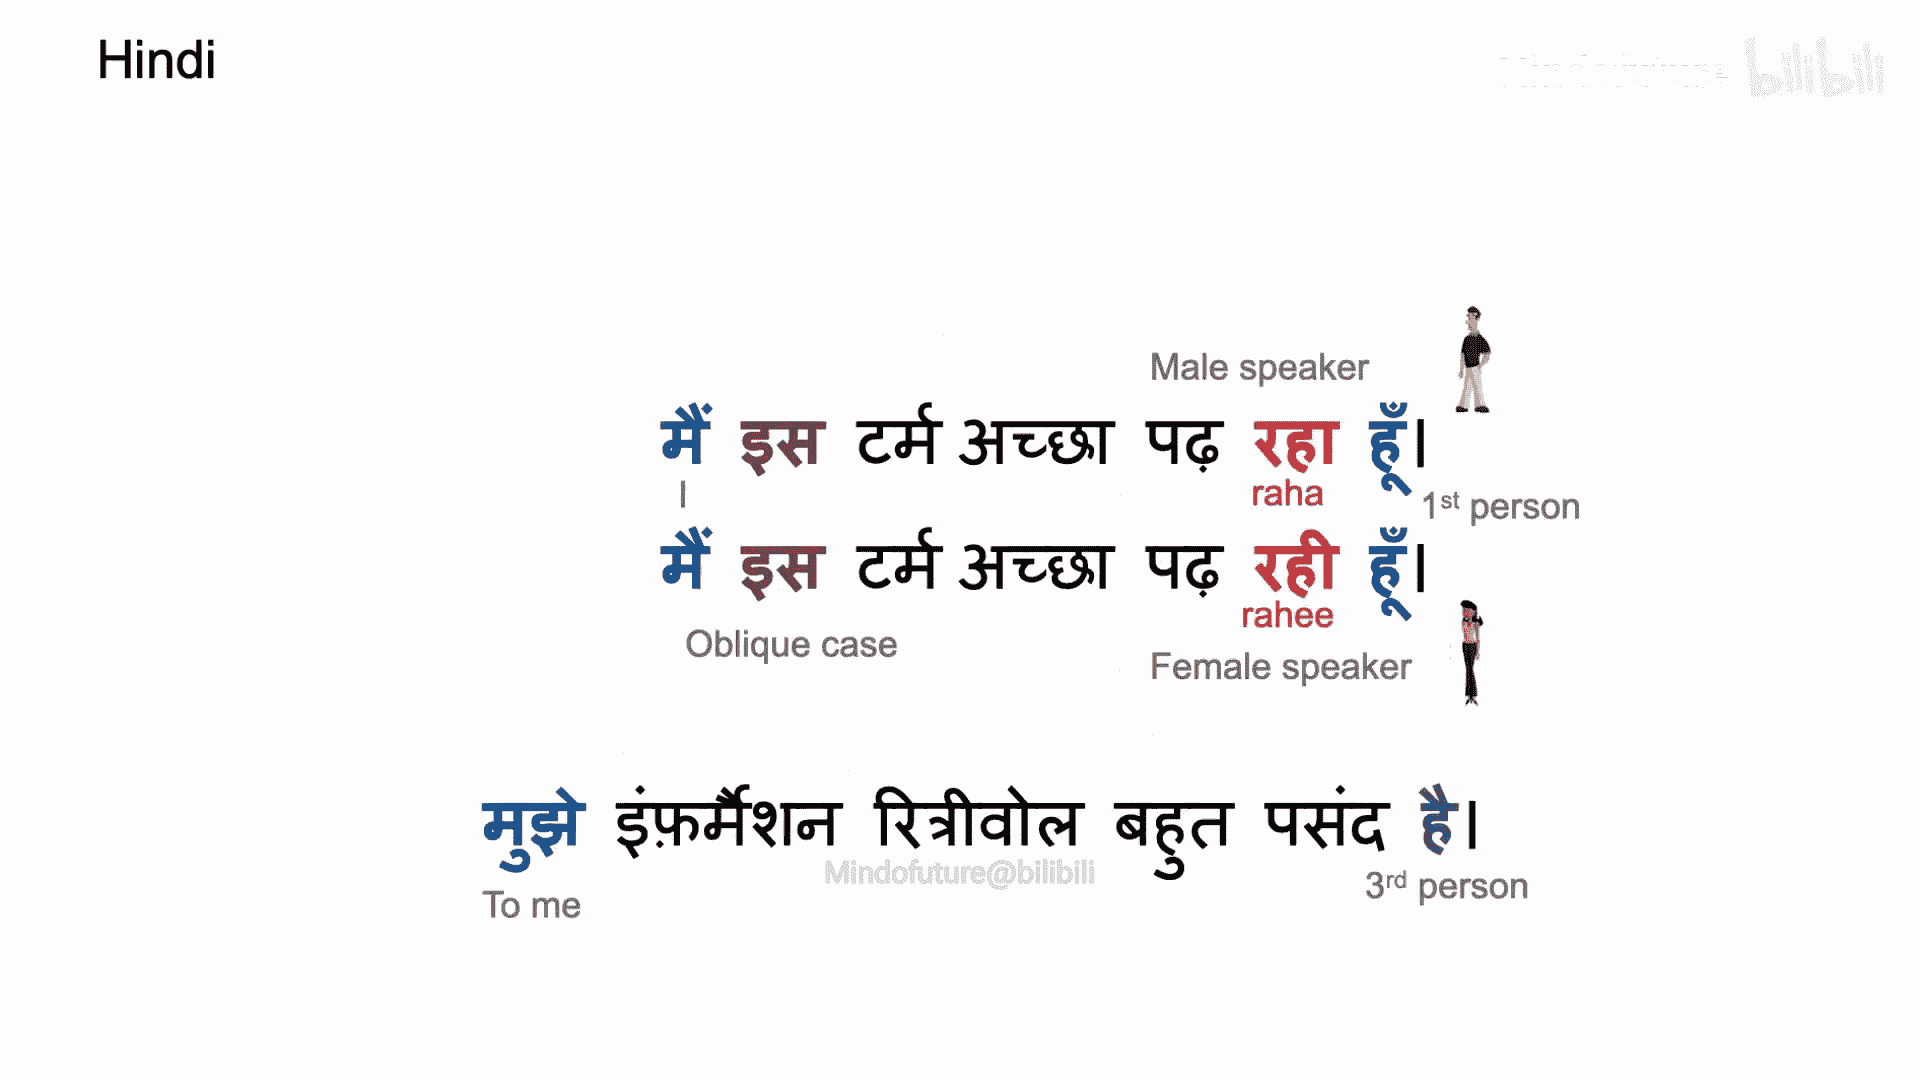 Hindi
bilibili
Male speaker
मैं इस टर्म अच्छा पढ़ रहा हूँ।
I raha 1st person
मैं इस टर्म अच्छा पढ़ रही हूँ।
rahee
Oblique case Female speaker
मुझे इंफ़र्मैशन रित्रीवोल बहुत पसंद है।
Mindofuture@bilibili
To me 3rd person